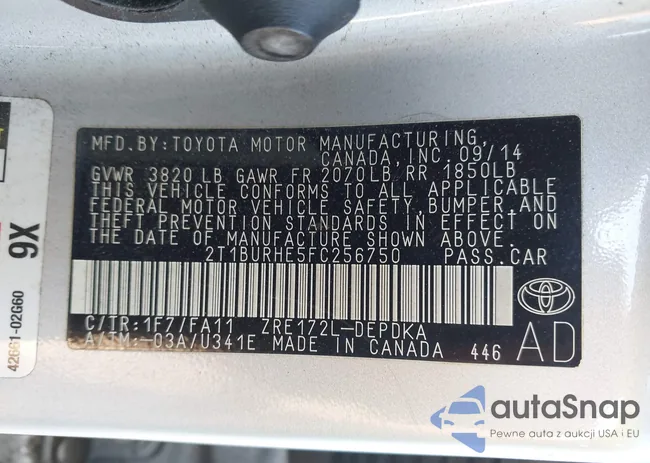 MFD.BY:TOYOTA MOTOR MANUFACTURING,
CANADA, INC.09/14
GVWR 3820 LB GAWR FR 2070LB, RR 1850LB
THIS VEHICLE CONFORMS TO ALL APPLICABLE
FEDERAL MOTOR VEHICLE SAFETY, BUMPER, AND
THEFT PREVENTION STANDARDS IN EFFECT ON
THE DATE OF MANUFACTURE SHOWN ABOVE.
2T1BURHE5FC256750 PASS.CAR
C/TR:1F7/FA11 ZRE172L-DEPDKA
A/TM:-03A/U341E MADE IN CANADA 446
AD
9X
42661-02G60
autoSnap
Pewne auta z aukcji USA i EU